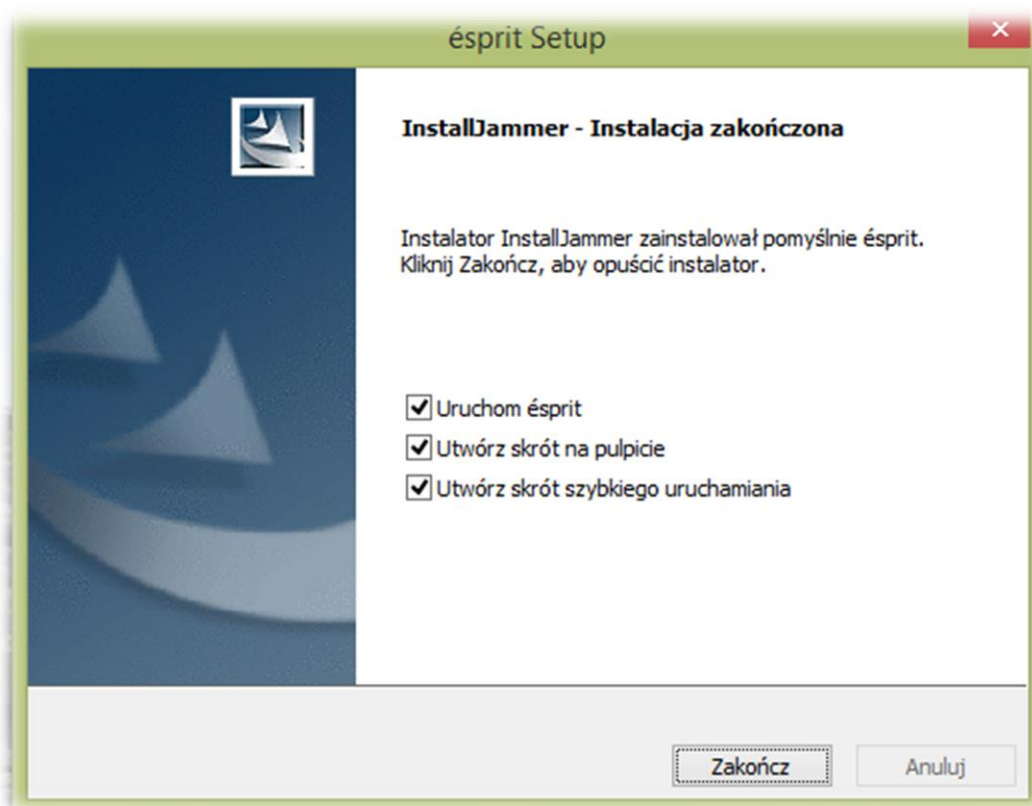 ésprit Setup
InstallJammer - Instalacja zakończona
Instalator InstallJammer zainstalował pomyślnie ésprit.
Kliknij Zakończ, aby opuścić instalator.
Uruchom ésprit
Utwórz skrót na pulpicie
Utwórz skrót szybkiego uruchamiania
Zakończ Anuluj